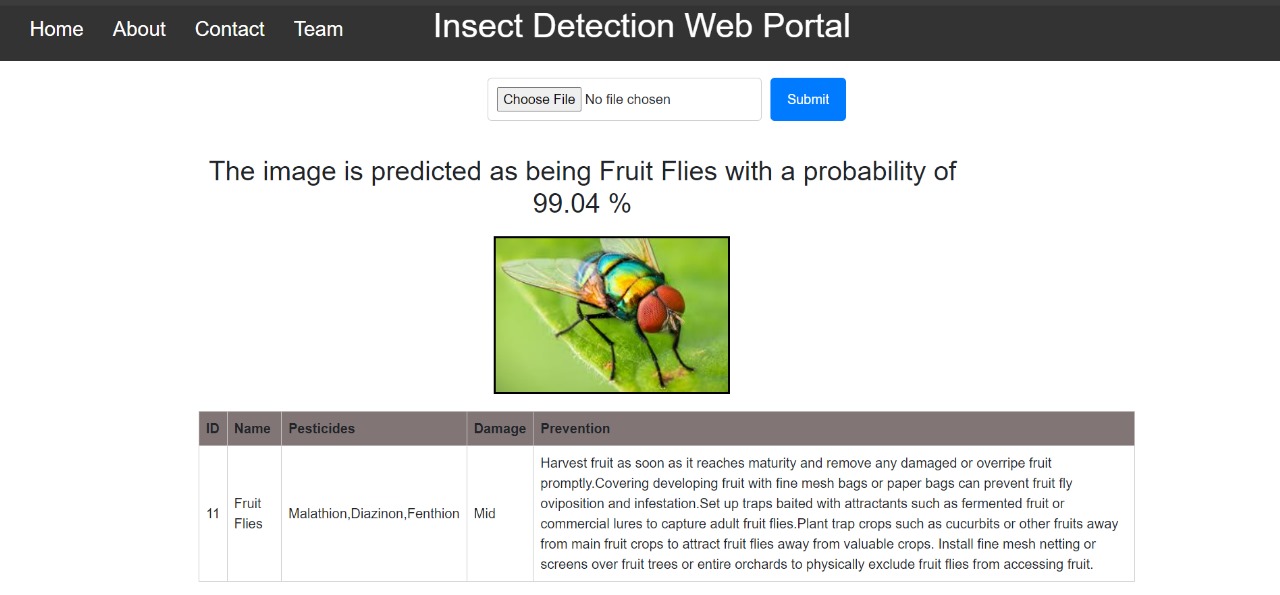 Home About Contact Team Insect Detection Web Portal
Choose File No file chosen Submit
The image is predicted as being Fruit Flies with a probability of
99.04 %
ID Name Pesticides Damage Prevention
11 Fruit Flies Malathion,Diazinon,Fenthion Mid
Harvest fruit as soon as it reaches maturity and remove any damaged or overripe fruit
promptly.Covering developing fruit with fine mesh bags or paper bags can prevent fruit fly
oviposition and infestation.Set up traps baited with attractants such as fermented fruit or
commercial lures to capture adult fruit flies.Plant trap crops such as cucurbits or other fruits away
from main fruit crops to attract fruit flies away from valuable crops. Install fine mesh netting or
screens over fruit trees or entire orchards to physically exclude fruit flies from accessing fruit.